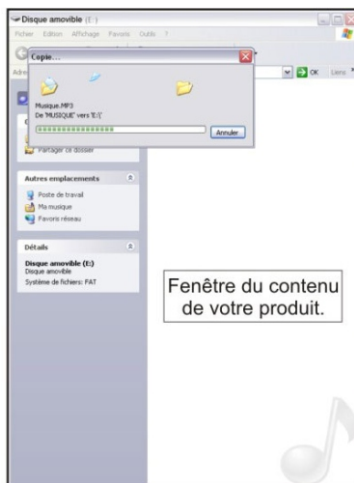 Disque amovible (E:)
Fichier Edition Affichage Favoris Outils ?
Copie...
Musique.MP3
De 'MUSIQUE' vers 'E:\'
Annuler
OK Liens
Partager ce dossier
Autres emplacements
Poste de travail
Ma musique
Favoris réseau
Détails
Disque amovible (E:)
Disque amovible
Système de fichiers: FAT
Fenêtre du contenu
de votre produit.